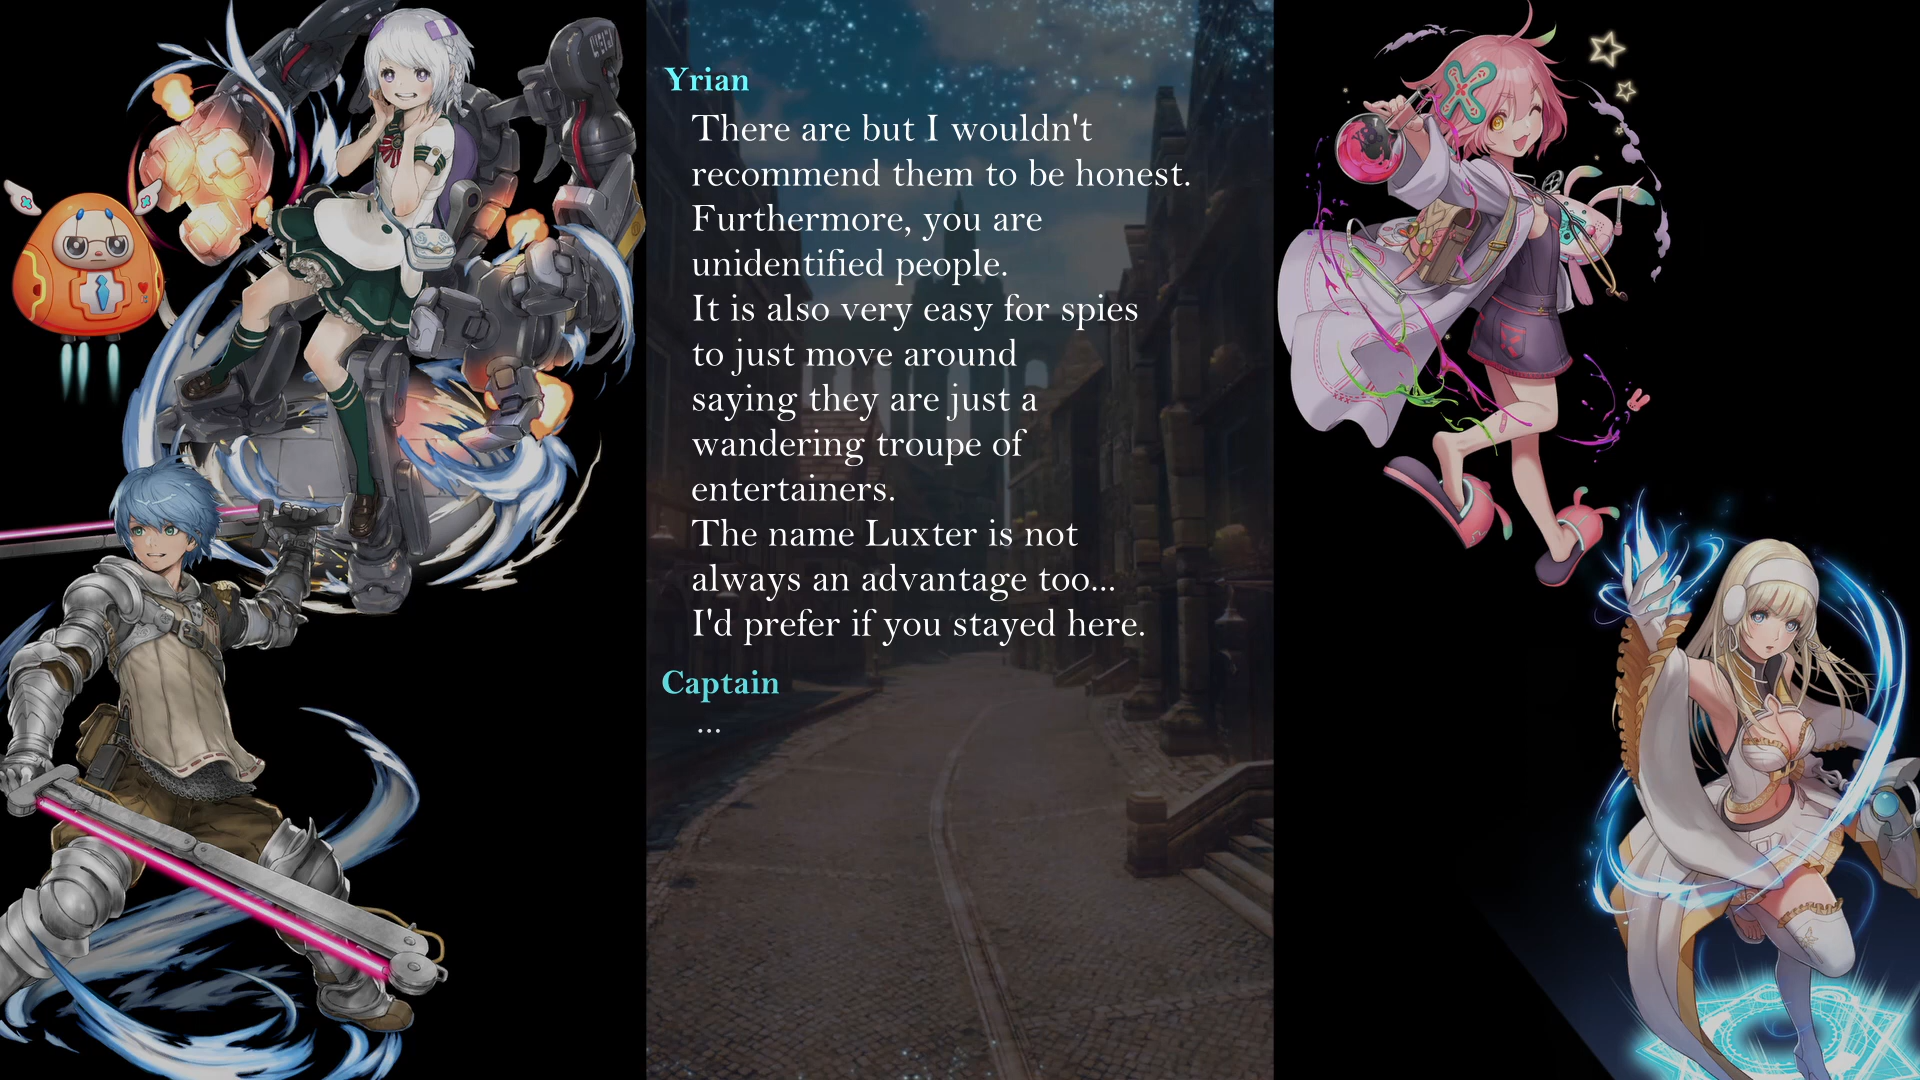 Yrian
There are but I wouldn't
recommend them to be honest.
Furthermore, you are
unidentified people.
It is also very easy for spies
to just move around
saying they are just a
wandering troupe of
entertainers.
The name Luxter is not
always an advantage too...
I'd prefer if you stayed here.
Captain
...